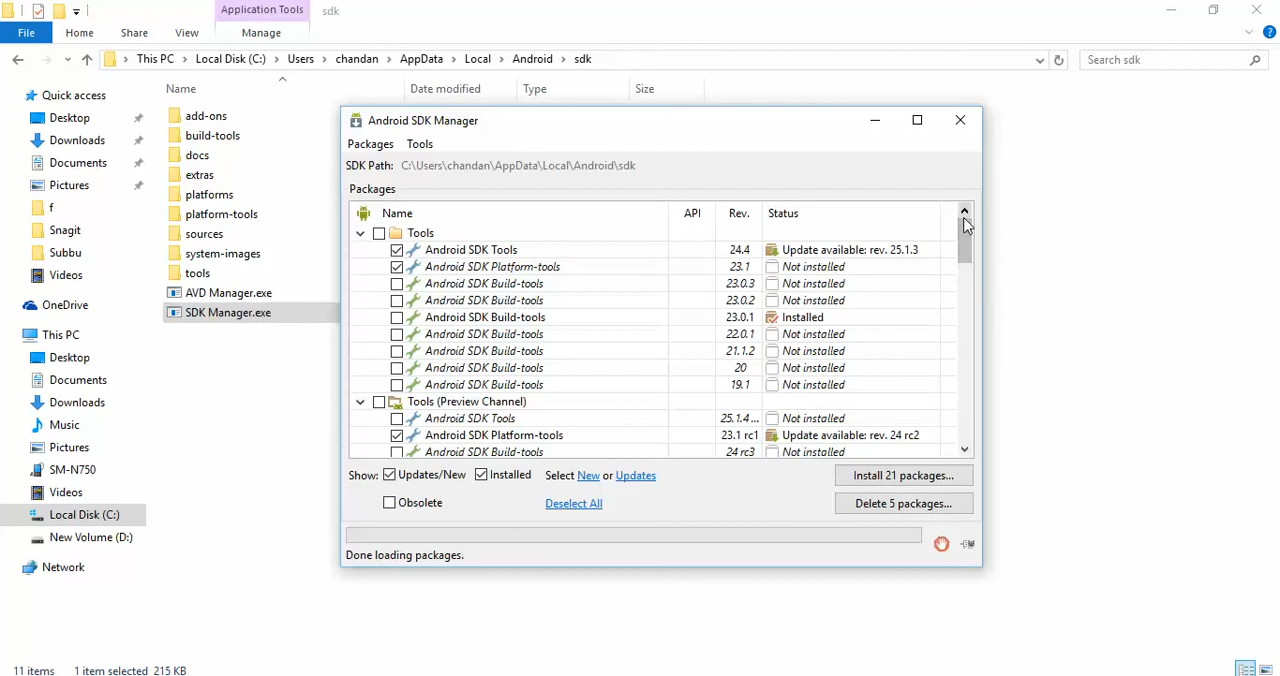 Application Tools
sdk
File
Home
Share
View
Manage
This PC
Local Disk (C:)
Users
chandan
AppData
Local
Android
sdk
Search sdk
Quick access
Desktop
Downloads
Documents
Pictures
f
Snagit
Subbu
Videos
OneDrive
This PC
Desktop
Documents
Downloads
Music
Pictures
SM-N750
Videos
Local Disk (C:)
New Volume (D:)
Network
Name
Date modified
Type
Size
add-ons
build-tools
docs
extras
platforms
platform-tools
sources
system-images
tools
AVD Manager.exe
SDK Manager.exe
Android SDK Manager
Packages Tools
SDK Path: C:\Users\chandan\AppData\Local\Android\sdk
Packages
Name API Rev. Status
Tools
Android SDK Tools 24.4 Update available: rev. 25.1.3
Android SDK Platform-tools 23.1 Not installed
Android SDK Build-tools 23.0.3 Not installed
Android SDK Build-tools 23.0.2 Not installed
Android SDK Build-tools 23.0.1 Installed
Android SDK Build-tools 22.0.1 Not installed
Android SDK Build-tools 21.1.2 Not installed
Android SDK Build-tools 20 Not installed
Android SDK Build-tools 19.1 Not installed
Tools (Preview Channel)
Android SDK Tools 25.1.4 ... Not installed
Android SDK Platform-tools 23.1 rc1 Update available: rev. 24 rc2
Android SDK Build-tools 24 rc3 Not installed
Show: Updates/New Installed Select New or Updates Install 21 packages...
Obsolete Deselect All Delete 5 packages...
Done loading packages.
11 items 1 item selected 215 KB